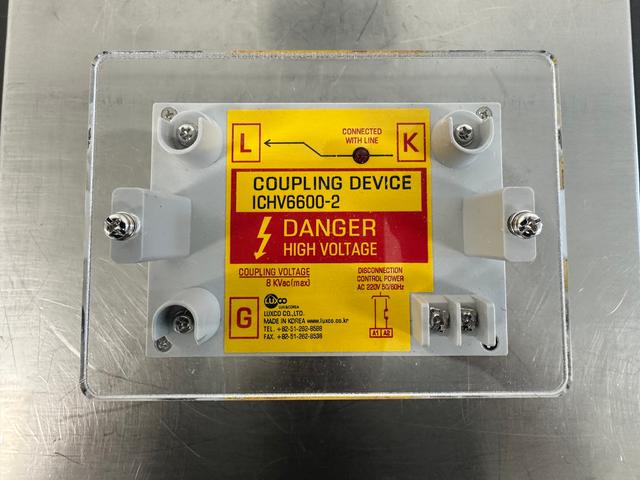 L
CONNECTED
WITH LINE
K
COUPLING DEVICE
ICHV6600-2
DANGER
HIGH VOLTAGE
COUPLING VOLTAGE
8 KVac(max)
DISCONNECTION
CONTROL POWER
AC 220V 50/60Hz
G
Luxco
LUXCO CO.,LTD.
MADE IN KOREA www.luxco.co.kr
TEL. +82-51-262-8588
FAX. +82-51-262-8538
A1 A2